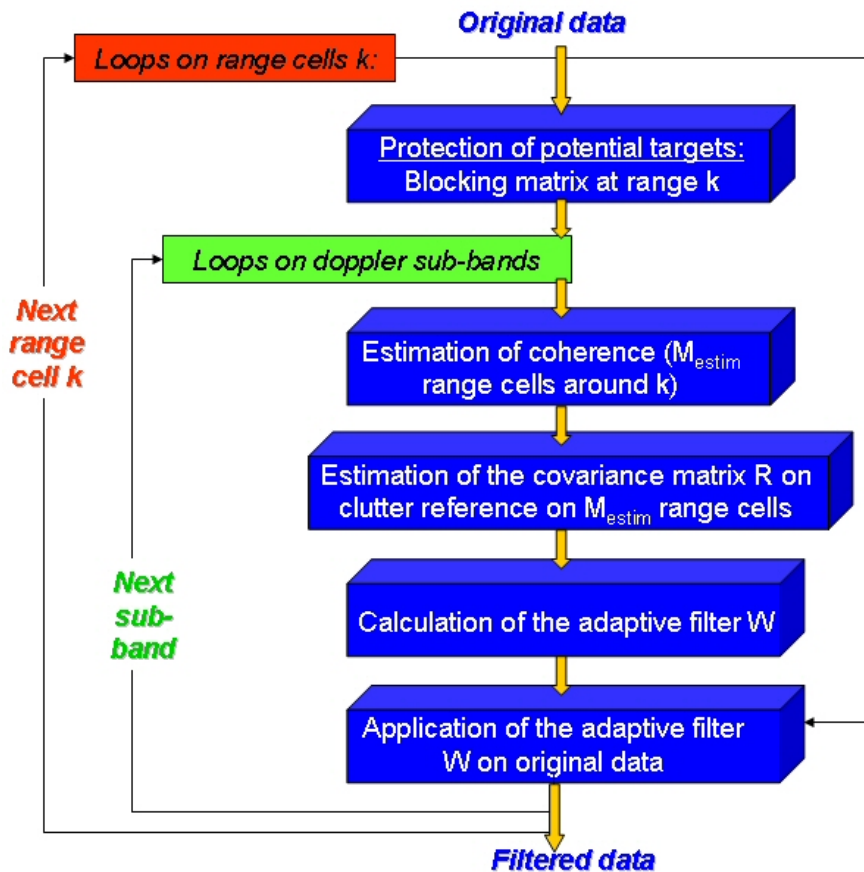 Original data
Loops on range cells k:
Protection of potential targets:
Blocking matrix at range k
Loops on doppler sub-bands
Next
range
cell k
Estimation of coherence (Mestim
range cells around k)
Estimation of the covariance matrix R on
clutter reference on Mestim range cells
Next
sub-
band
Calculation of the adaptive filter W
Application of the adaptive filter
W on original data
Filtered data